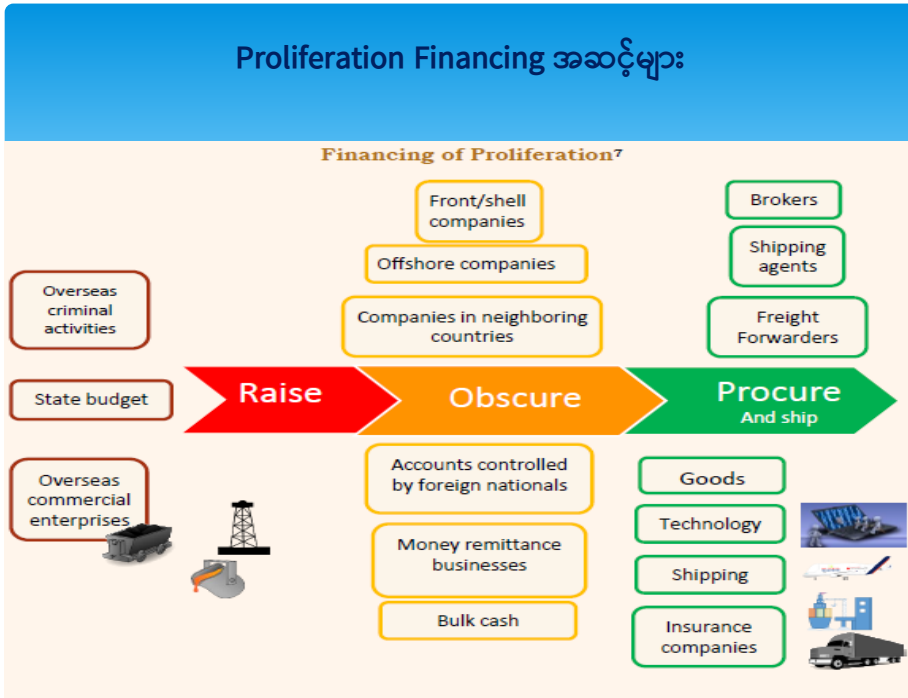 Proliferation Financing အဆင့်များ
Financing of Proliferation⁷
Overseas
criminal
activities
State budget
Overseas
commercial
enterprises
Raise
Front/shell
companies
Offshore companies
Companies in neighboring
countries
Obscure
Accounts controlled
by foreign nationals
Money remittance
businesses
Bulk cash
Brokers
Shipping
agents
Freight
Forwarders
Procure
And ship
Goods
Technology
Shipping
Insurance
companies